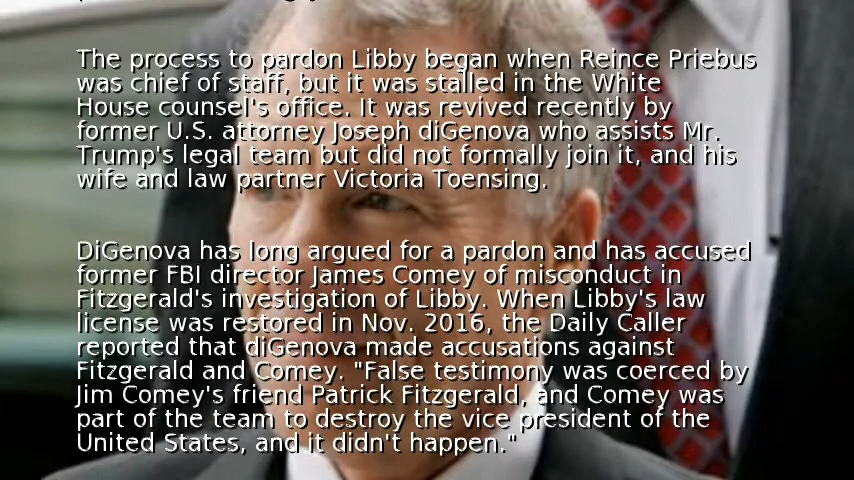 The process to pardon Libby began when Reince Priebus
was chief of staff, but it was stalled in the White
House counsel's office. It was revived recently by
former U.S. attorney Joseph diGenova who assists Mr.
Trump's legal team but did not formally join it, and his
wife and law partner Victoria Toensing.
DiGenova has long argued for a pardon and has accused
former FBI director James Comey of misconduct in
Fitzgerald's investigation of Libby. When Libby's law
license was restored in Nov. 2016, the Daily Caller
reported that diGenova made accusations against
Fitzgerald and Comey. "False testimony was coerced by
Jim Comey's friend Patrick Fitzgerald, and Comey was
part of the team to destroy the vice president of the
United States, and it didn't happen."